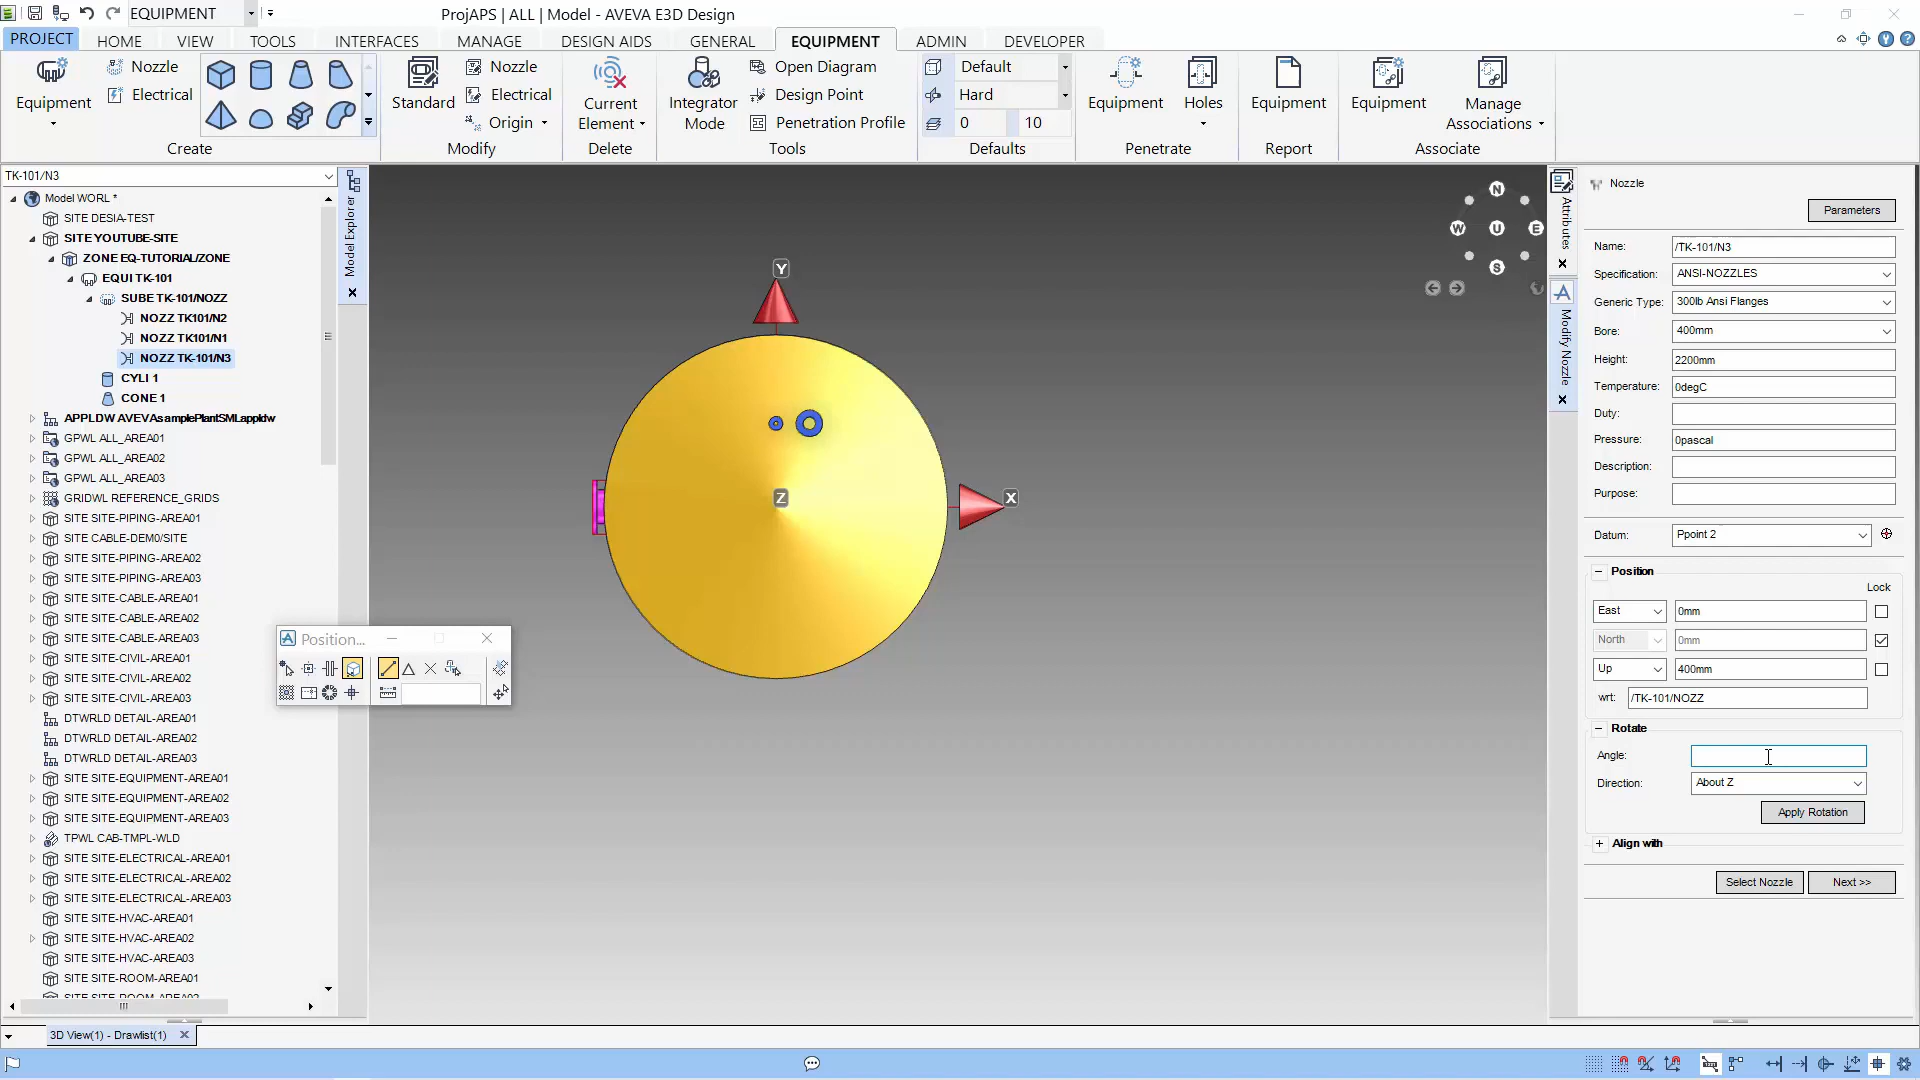 EQUIPMENT
ProjAPS | ALL | Model - AVEVA E3D Design
PROJECT HOME VIEW TOOLS INTERFACES MANAGE DESIGN AIDS GENERAL EQUIPMENT ADMIN DEVELOPER
Equipment
Nozzle
Electrical
Create
Standard
Nozzle
Electrical
Origin
Modify
Current
Element
Delete
Integrator
Mode
Open Diagram
Design Point
Penetration Profile
Tools
Default
Hard
0 10
Defaults
Equipment
Holes
Penetrate
Equipment
Report
Equipment
Manage
Associations
Associate
TK-101/N3
Model WORL *
SITE DESIA-TEST
SITE YOUTUBE-SITE
ZONE EQ-TUTORIAL/ZONE
EQUI TK-101
SUBE TK-101/NOZZ
NOZZ TK101/N2
NOZZ TK101/N1
NOZZ TK-101/N3
CYLI 1
CONE 1
APPLDW AVEVAsamplePlantSMLappldw
GPWL ALL_AREA01
GPWL ALL_AREA02
GPWL ALL_AREA03
GRIDWL REFERENCE_GRIDS
SITE SITE-PIPING-AREA01
SITE CABLE-DEM0/SITE
SITE SITE-PIPING-AREA02
SITE SITE-PIPING-AREA03
SITE SITE-CABLE-AREA01
SITE SITE-CABLE-AREA02
SITE SITE-CABLE-AREA03
SITE SITE-CIVIL-AREA01
SITE SITE-CIVIL-AREA02
SITE SITE-CIVIL-AREA03
DTWRLD DETAIL-AREA01
DTWRLD DETAIL-AREA02
DTWRLD DETAIL-AREA03
SITE SITE-EQUIPMENT-AREA01
SITE SITE-EQUIPMENT-AREA02
SITE SITE-EQUIPMENT-AREA03
TPWL CAB-TMPL-WLD
SITE SITE-ELECTRICAL-AREA01
SITE SITE-ELECTRICAL-AREA02
SITE SITE-ELECTRICAL-AREA03
SITE SITE-HVAC-AREA01
SITE SITE-HVAC-AREA02
SITE SITE-HVAC-AREA03
SITE SITE-ROOM-AREA01
SITE SITE-ROOM-AREA02
Model Explorer
Y
Z
X
N
W U E
S
Position...
Attributes
Modify Nozzle
Nozzle
Parameters
Name: /TK-101/N3
Specification: ANSI-NOZZLES
Generic Type: 300lb Ansi Flanges
Bore: 400mm
Height: 2200mm
Temperature: 0degC
Duty:
Pressure: 0pascal
Description:
Purpose:
Datum: Ppoint 2
Position
Lock
East 0mm
North 0mm
Up 400mm
wrt: /TK-101/NOZZ
Rotate
Angle:
Direction: About Z
Apply Rotation
Align with
Select Nozzle Next >>
3D View(1) - Drawlist(1)